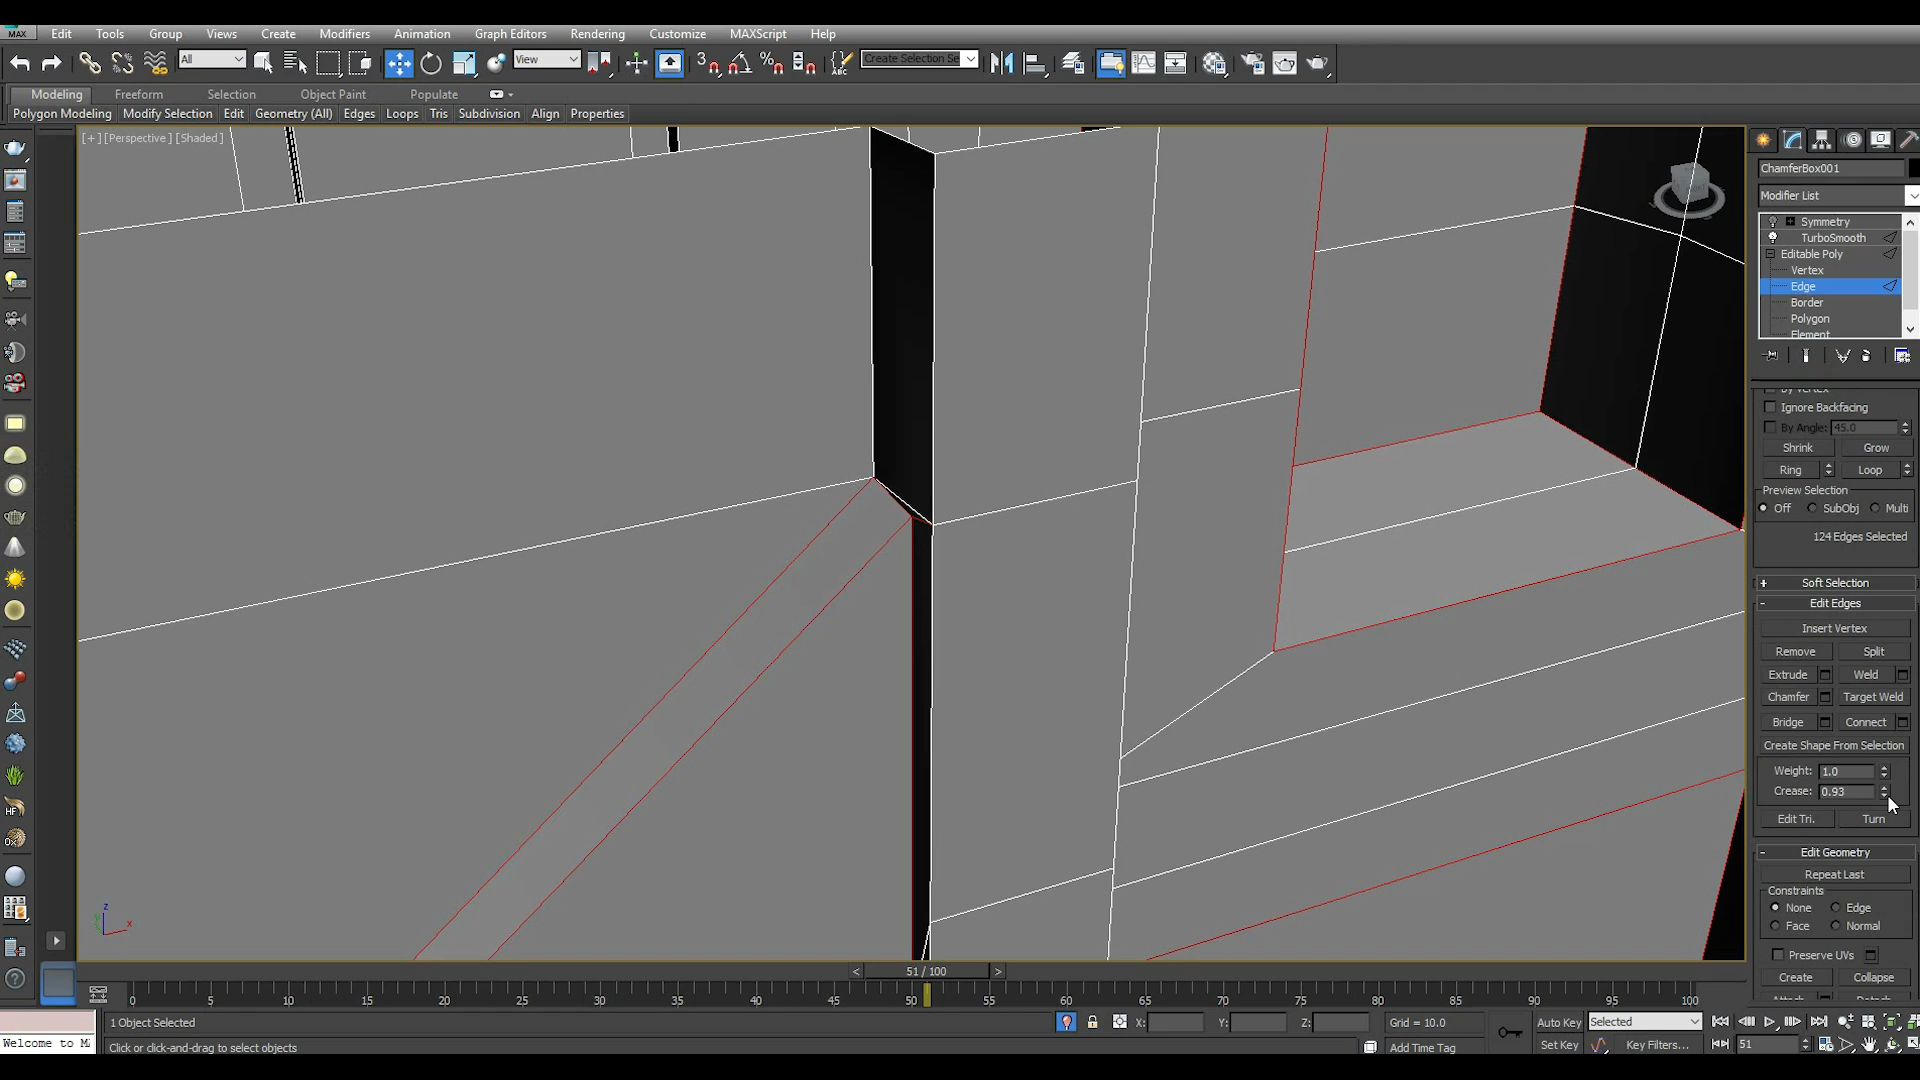 MAX Edit Tools Group Views Create Modifiers Animation Graph Editors Rendering Customize MAXScript Help
All View Create Selection Se
Modeling Freeform Selection Object Paint Populate
Polygon Modeling Modify Selection Edit Geometry (All) Edges Loops Tris Subdivision Align Properties
[+] [Perspective ] [Shaded ]
ChamferBox001
Modifier List
Symmetry
TurboSmooth
Editable Poly
Vertex
Edge
Border
Polygon
Element
By Vertex
Ignore Backfacing
By Angle: 45.0
Shrink Grow
Ring Loop
Preview Selection
Off SubObj Multi
124 Edges Selected
+ Soft Selection
- Edit Edges
Insert Vertex
Remove Split
Extrude Weld
Chamfer Target Weld
Bridge Connect
Create Shape From Selection
Weight: 1.0
Crease: 0.93
Edit Tri. Turn
- Edit Geometry
Repeat Last
Constraints
None Edge
Face Normal
Preserve UVs
Create Collapse
Attach Detach
z
y
x
< 51 / 100 >
0 5 10 15 20 25 30 35 40 45 50 55 60 65 70 75 80 85 90 95 100
1 Object Selected X: Y: Z: Grid = 10.0 Auto Key Selected
Welcome to MA Click or click-and-drag to select objects Add Time Tag Set Key Key Filters... 51